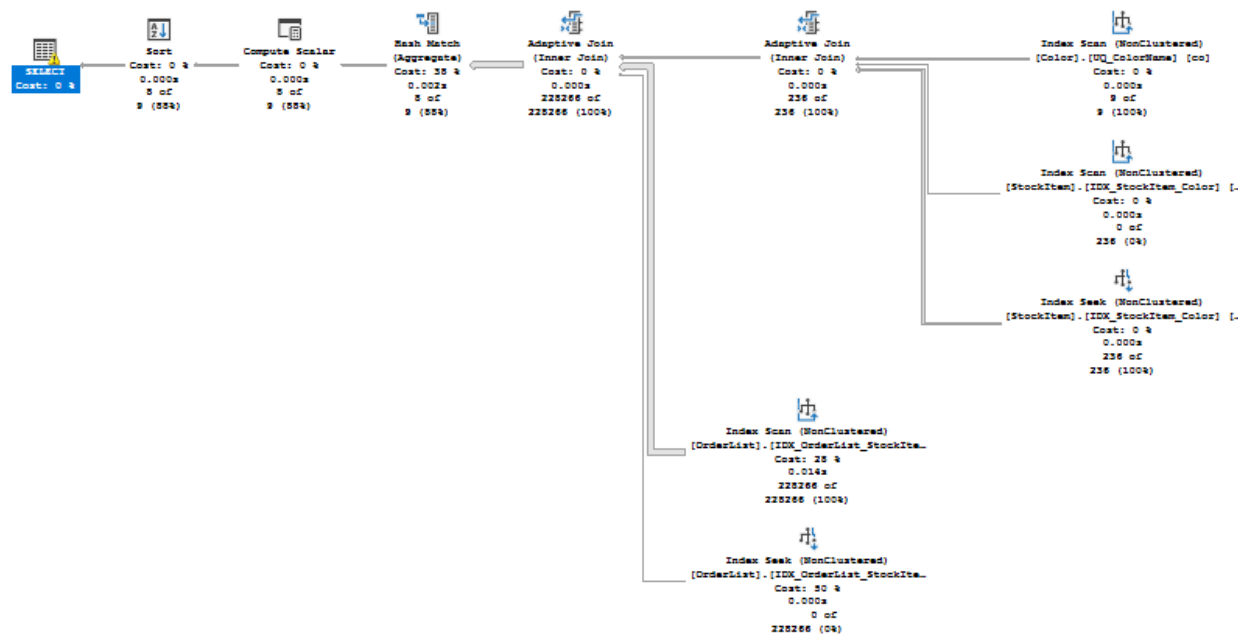 SELECT
Cost: 0 %
Sort
Cost: 0 %
0.000s
8 of
9 (88%)
Compute Scalar
Cost: 0 %
0.000s
8 of
9 (88%)
Hash Match
(Aggregate)
Cost: 38 %
0.002s
8 of
9 (88%)
Adaptive Join
(Inner Join)
Cost: 0 %
0.000s
228266 of
228266 (100%)
Adaptive Join
(Inner Join)
Cost: 0 %
0.000s
236 of
236 (100%)
Index Scan (NonClustered)
[Color].[UQ_ColorName] [co]
Cost: 0 %
0.000s
9 of
9 (100%)
Index Scan (NonClustered)
[StockItem].[IDX_StockItem_Color] […
Cost: 0 %
0.000s
0 of
236 (0%)
Index Seek (NonClustered)
[StockItem].[IDX_StockItem_Color] […
Cost: 0 %
0.000s
236 of
236 (100%)
Index Scan (NonClustered)
[OrderList].[IDX_OrderList_StockIte…
Cost: 28 %
0.014s
228266 of
228266 (100%)
Index Seek (NonClustered)
[OrderList].[IDX_OrderList_StockIte…
Cost: 30 %
0.000s
0 of
228266 (0%)